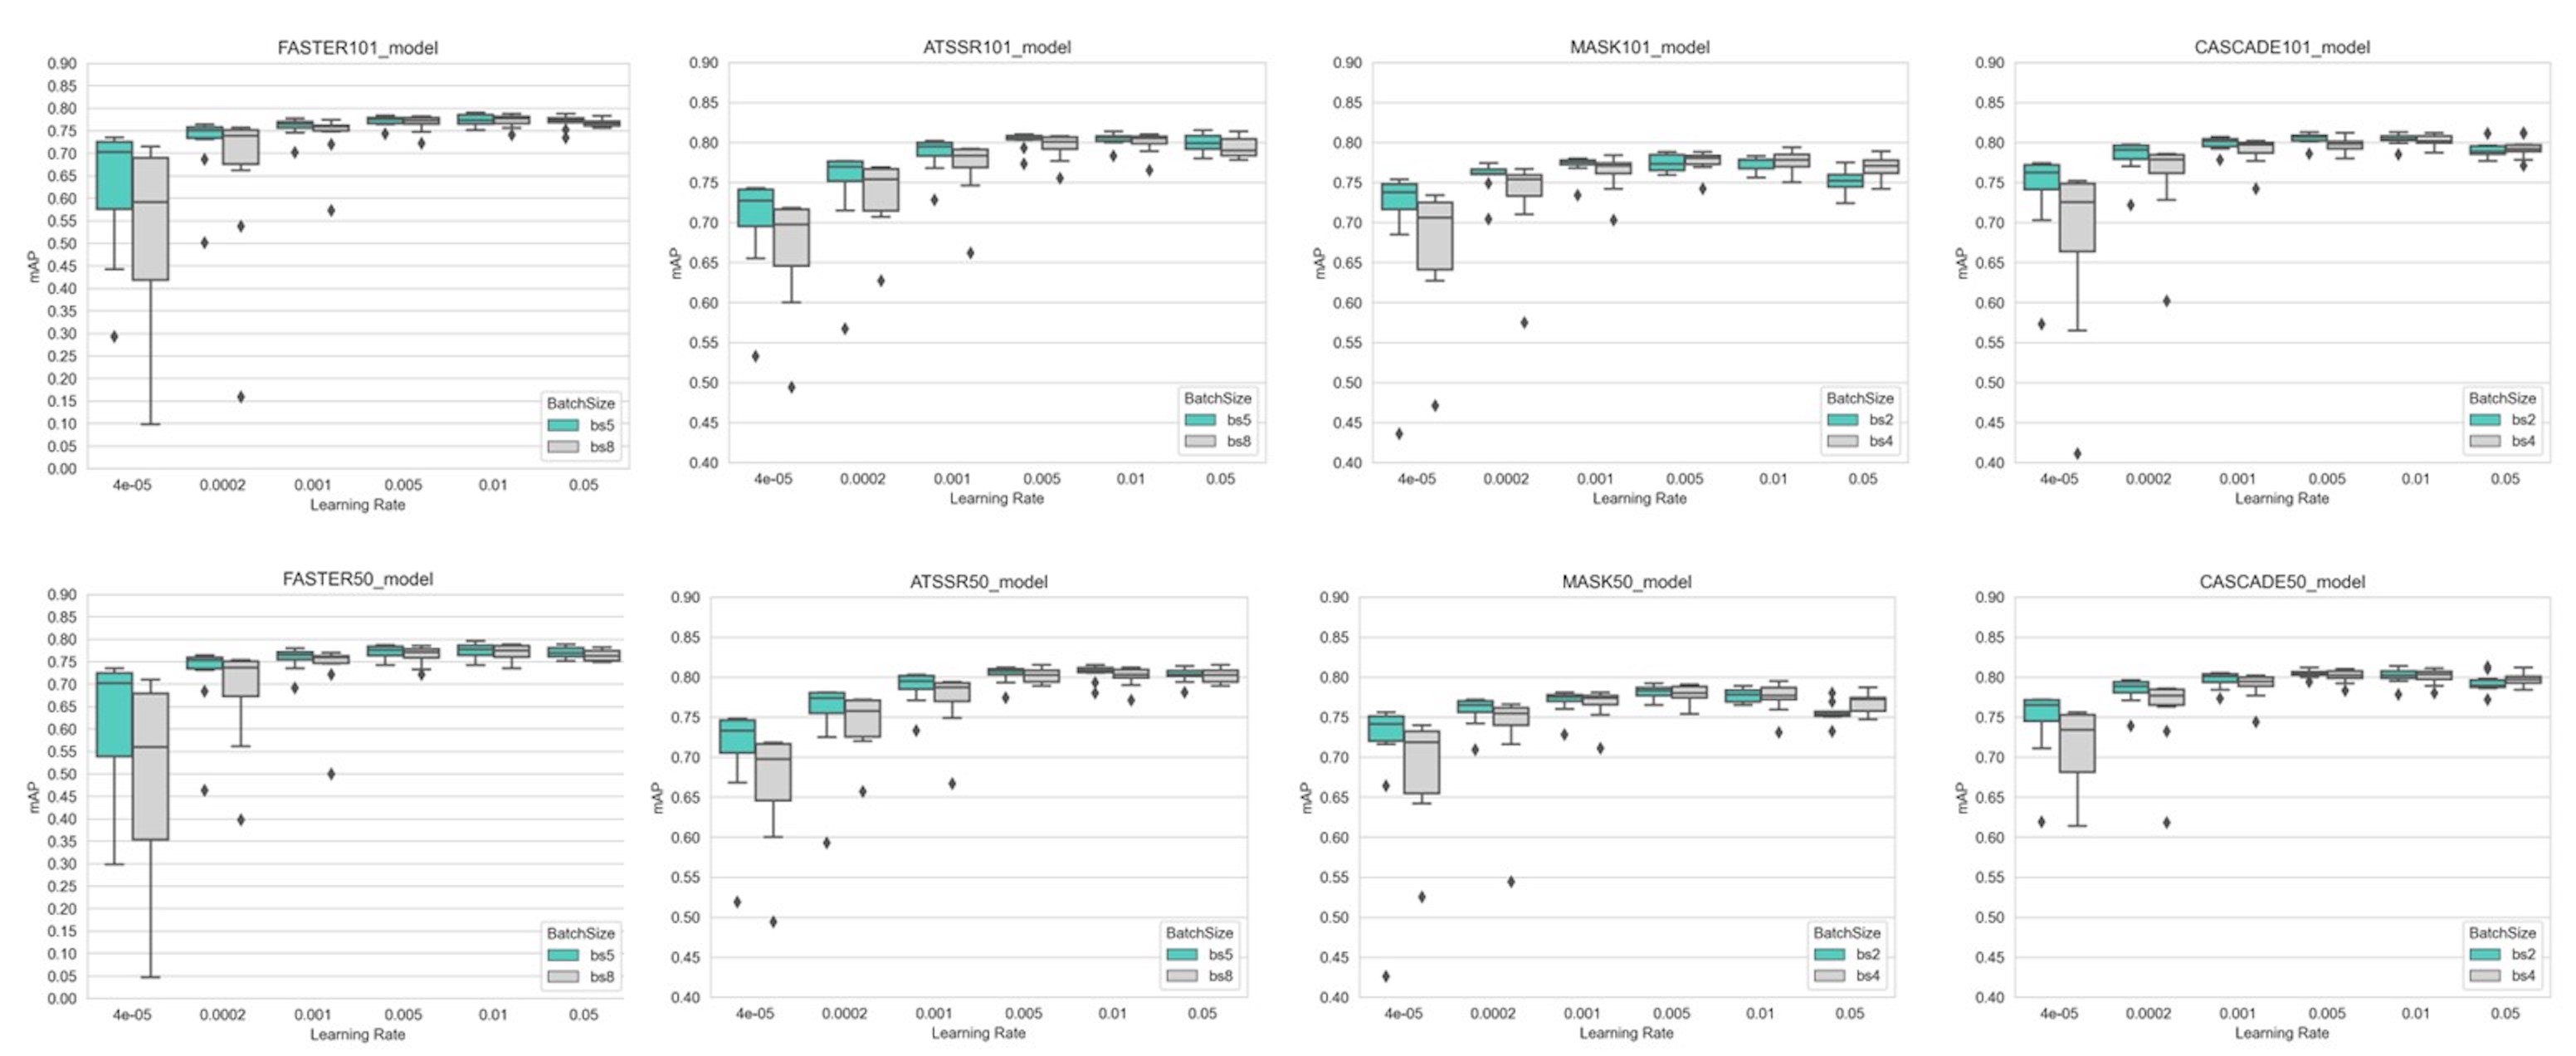 FASTER101_model
0.90
0.85
0.80
0.75
0.70
0.65
0.60
0.55
0.50
0.45
0.40
0.35
0.30
0.25
0.20
0.15
0.10
0.05
0.00
mAP
4e-05 0.0002 0.001 0.005 0.01 0.05
Learning Rate
BatchSize
bs5
bs8
ATSSR101_model
0.90
0.85
0.80
0.75
0.70
0.65
0.60
0.55
0.50
0.45
0.40
mAP
4e-05 0.0002 0.001 0.005 0.01 0.05
Learning Rate
BatchSize
bs5
bs8
MASK101_model
0.90
0.85
0.80
0.75
0.70
0.65
0.60
0.55
0.50
0.45
0.40
mAP
4e-05 0.0002 0.001 0.005 0.01 0.05
Learning Rate
BatchSize
bs2
bs4
CASCADE101_model
0.90
0.85
0.80
0.75
0.70
0.65
0.60
0.55
0.50
0.45
0.40
mAP
4e-05 0.0002 0.001 0.005 0.01 0.05
Learning Rate
BatchSize
bs2
bs4
FASTER50_model
0.90
0.85
0.80
0.75
0.70
0.65
0.60
0.55
0.50
0.45
0.40
0.35
0.30
0.25
0.20
0.15
0.10
0.05
0.00
mAP
4e-05 0.0002 0.001 0.005 0.01 0.05
Learning Rate
BatchSize
bs5
bs8
ATSSR50_model
0.90
0.85
0.80
0.75
0.70
0.65
0.60
0.55
0.50
0.45
0.40
mAP
4e-05 0.0002 0.001 0.005 0.01 0.05
Learning Rate
BatchSize
bs5
bs8
MASK50_model
0.90
0.85
0.80
0.75
0.70
0.65
0.60
0.55
0.50
0.45
0.40
mAP
4e-05 0.0002 0.001 0.005 0.01 0.05
Learning Rate
BatchSize
bs2
bs4
CASCADE50_model
0.90
0.85
0.80
0.75
0.70
0.65
0.60
0.55
0.50
0.45
0.40
mAP
4e-05 0.0002 0.001 0.005 0.01 0.05
Learning Rate
BatchSize
bs2
bs4